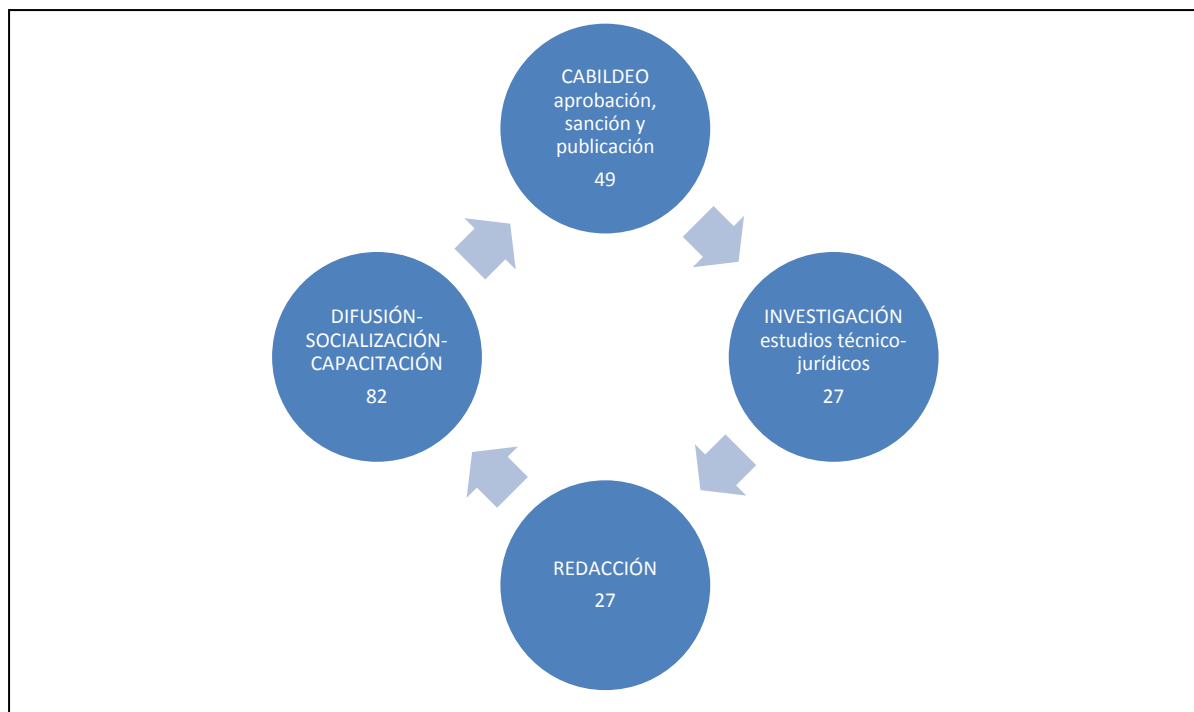 CABILDEO
aprobación,
sanción y
publicación
49
INVESTIGACIÓN
estudios técnico-
jurídicos
27
REDACCIÓN
27
DIFUSIÓN-
SOCIALIZACIÓN-
CAPACITACIÓN
82